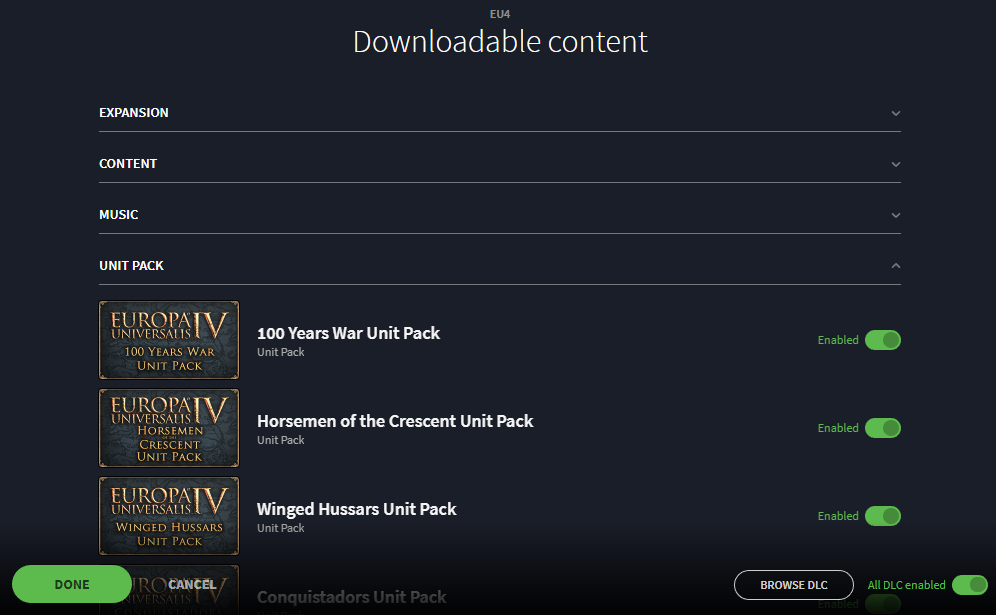 EU4
Downloadable content
EXPANSION
CONTENT
MUSIC
UNIT PACK
EUROPA
UNIVERSALIS IV
100 YEARS WAR
UNIT PACK
100 Years War Unit Pack
Unit Pack
Enabled
EUROPA
UNIVERSALIS IV
HORSEMEN
OF THE
CRESCENT
UNIT PACK
Horsemen of the Crescent Unit Pack
Unit Pack
Enabled
EUROPA
UNIVERSALIS IV
WINGED HUSSARS
UNIT PACK
Winged Hussars Unit Pack
Unit Pack
Enabled
Conquistadors Unit Pack
DONE
CANCEL
BROWSE DLC
All DLC enabled
Enabled